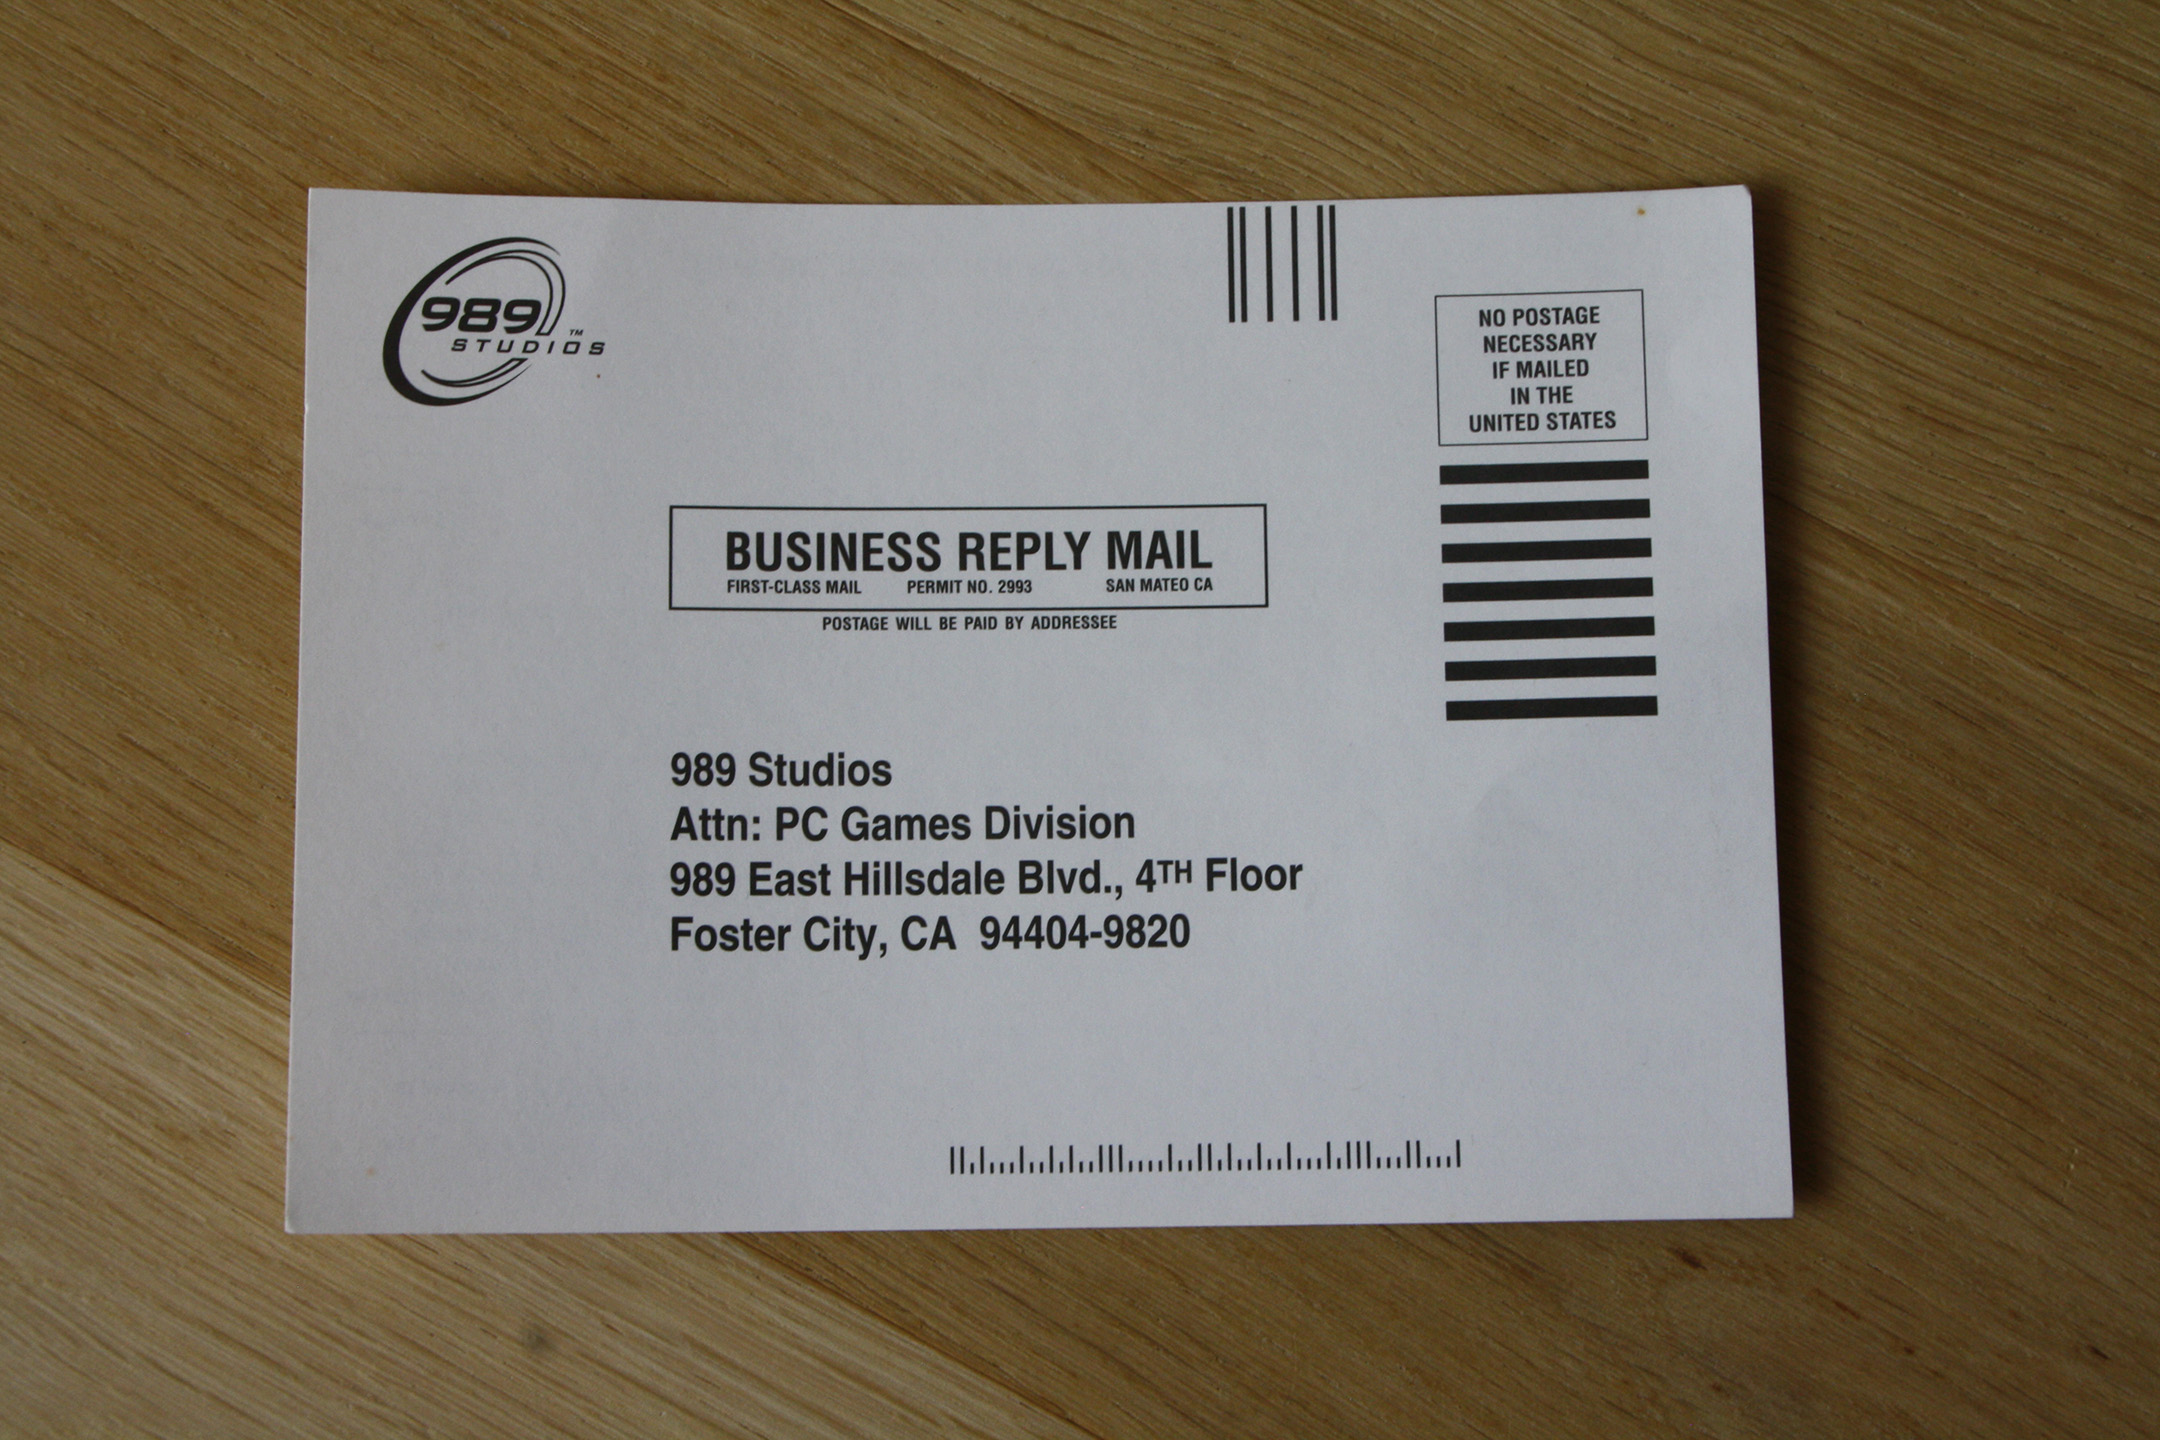 989™
STUDIOS
NO POSTAGE
NECESSARY
IF MAILED
IN THE
UNITED STATES
BUSINESS REPLY MAIL
FIRST-CLASS MAIL PERMIT NO. 2993 SAN MATEO CA
POSTAGE WILL BE PAID BY ADDRESSEE
989 Studios
Attn: PC Games Division
989 East Hillsdale Blvd., 4TH Floor
Foster City, CA 94404-9820